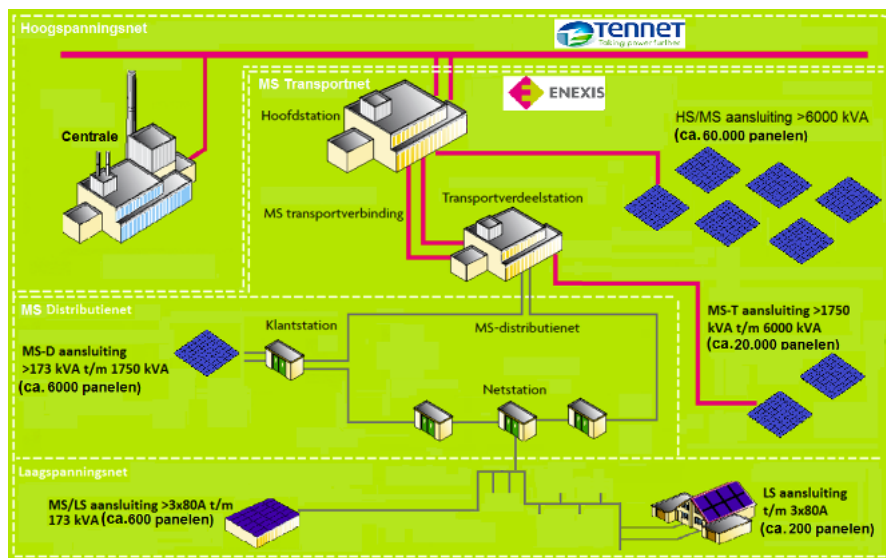 Hoogspanningsnet
TENNET
Taking power further
MS Transportnet
ENEXIS
Hoofdstation
HS/MS aansluiting >6000 kVA
(ca. 60.000 panelen)
Centrale
MS transportverbinding
Transportverdeelstation
MS Distributienet
Klantstation
MS-distributienet
MS-T aansluiting >1750
kVA t/m 6000 kVA
(ca.20.000 panelen)
MS-D aansluiting
>173 kVA t/m 1750 kVA
(ca. 6000 panelen)
Netstation
Laagspanningsnet
MS/LS aansluiting >3x80A t/m
173 kVA (ca.600 panelen)
LS aansluiting
t/m 3x80A
(ca. 200 panelen)